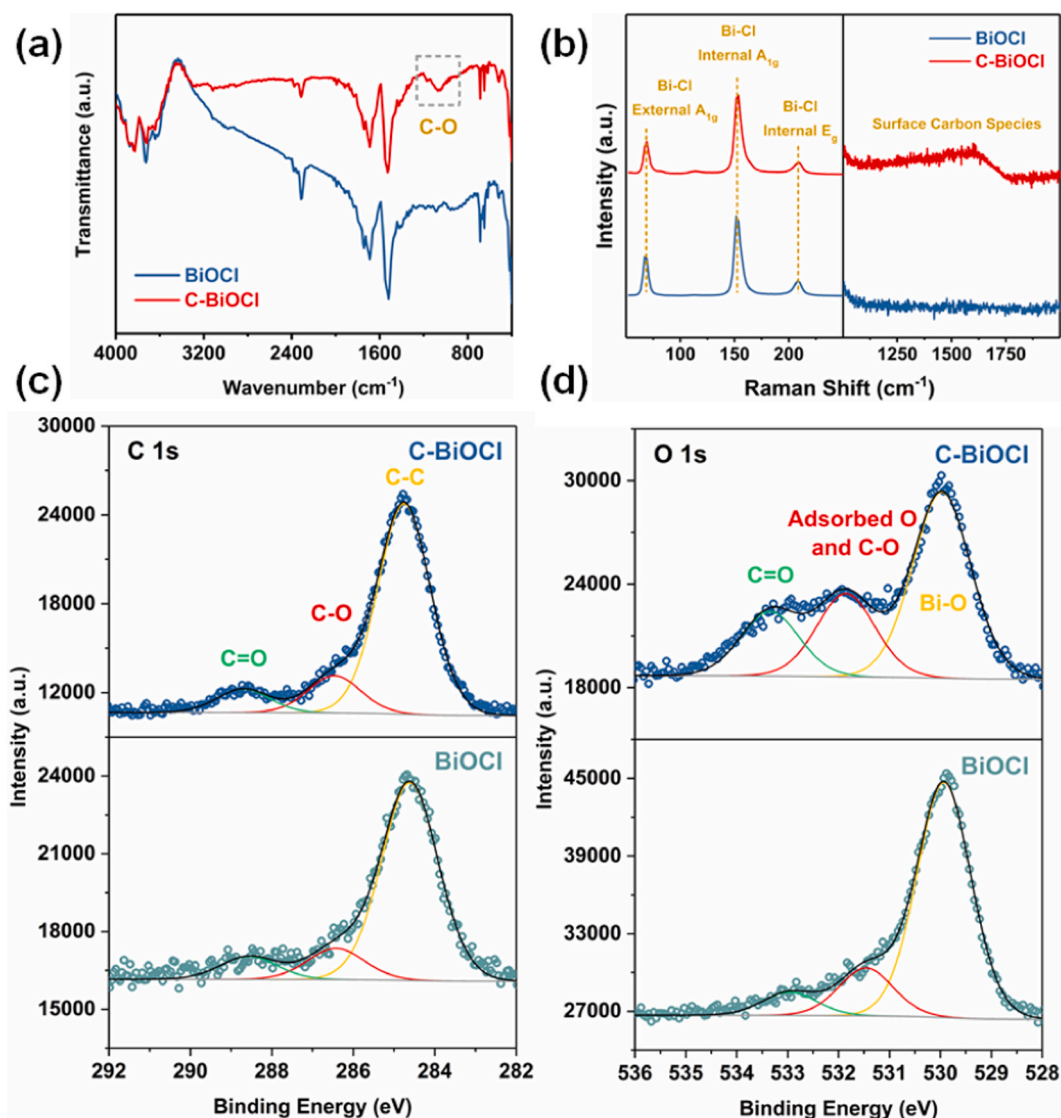 (a)
Transmittance (a.u.)
C-O
BiOCl
C-BiOCl
4000 3200 2400 1600 800
Wavenumber (cm⁻¹)
(b)
Intensity (a.u.)
Bi-Cl
External A1g
Bi-Cl
Internal A1g
Bi-Cl
Internal Eg
BiOCl
C-BiOCl
Surface Carbon Species
100 150 200 1250 1500 1750
Raman Shift (cm⁻¹)
(c)
C 1s
C-BiOCl
C-C
C-O
C=O
30000
24000
18000
12000
BiOCl
24000
21000
18000
15000
Intensity (a.u.)
Intensity (a.u.)
292 290 288 286 284 282
Binding Energy (eV)
(d)
O 1s
C-BiOCl
Adsorbed O
and C-O
C=O
Bi-O
30000
24000
18000
BiOCl
45000
39000
33000
27000
Intensity (a.u.)
Intensity (a.u.)
536 535 534 533 532 531 530 529 528
Binding Energy (eV)